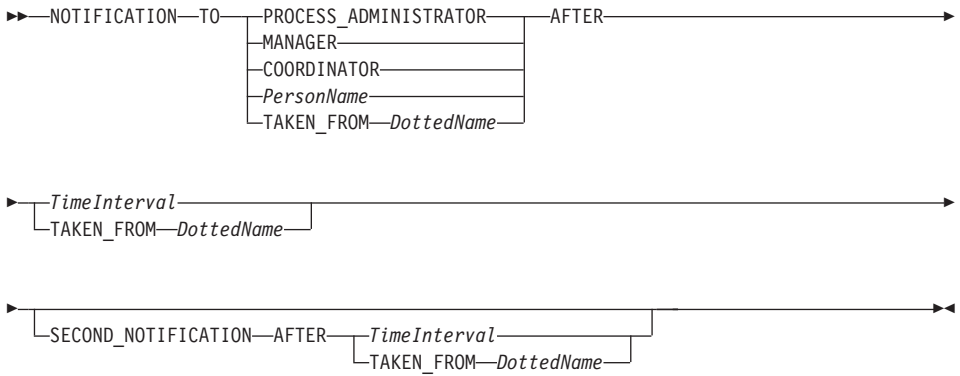 NOTIFICATION TO PROCESS_ADMINISTRATOR AFTER
MANAGER
COORDINATOR
PersonName
TAKEN_FROM DottedName
TimeInterval
TAKEN_FROM DottedName
SECOND_NOTIFICATION AFTER TimeInterval
TAKEN_FROM DottedName